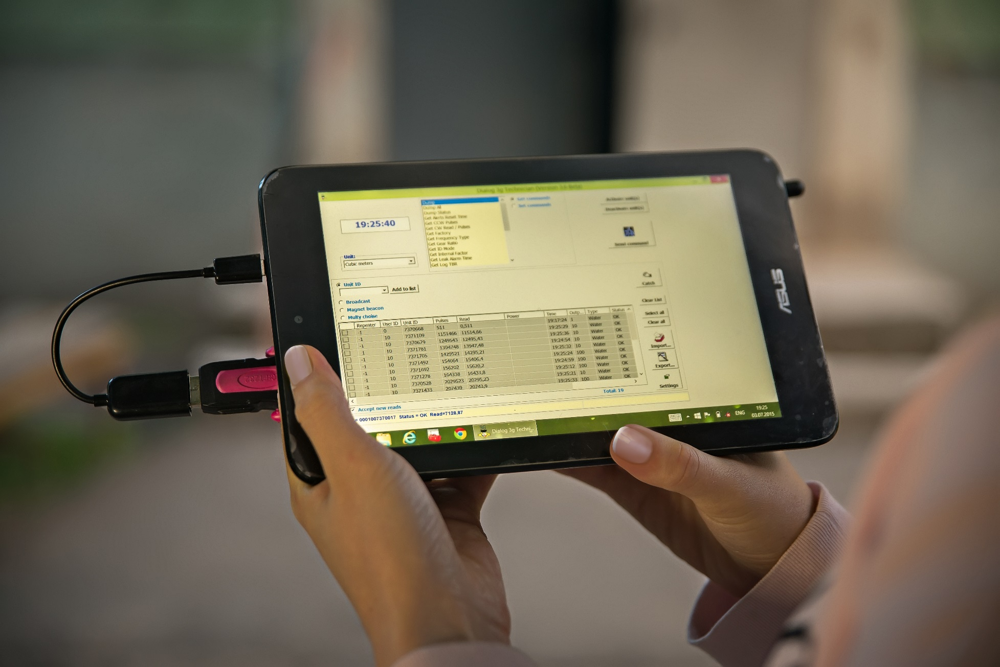 Dialog 3g Technician (Version 3.6 Beta)
19:25:40
Dump
Dump All
Dump Status
Get Alerts Reset Time
Get CCW Pulses
Get CW Read / Pulses
Get Factory
Get Frequency Type
Get Gear Ratio
Get ID Mode
Get Internal Factor
Get Leak Alarm Time
Get Log TBR
Get commands
Set commands
Send command
Unit:
Cubic meters
Unit ID
Add to list
Broadcast
Magnet beacon
Multy choise
Catch
Clear List
Select all
Clear all
Import...
Export...
Settings
Repeater User ID Unit ID Pulses Read Power Time Outp... Type Status
-1 0 7370668 511 0,511 19:17:24 1 Water OK
-1 10 7371109 1151466 11514,66 19:25:29 10 Water OK
-1 10 7370679 1249543 12495,43 19:25:36 10 Water OK
1 10 7371781 1394748 13947,48 19:24:54 10 Water OK
-1 10 7371705 1429521 14295,21 19:25:32 10 Water OK
-1 10 7371492 154064 15406,4 19:25:24 100 Water OK
-1 10 7371692 156202 15620,2 19:24:59 100 Water OK
-1 10 7371278 164338 16433,8 19:25:12 100 Water OK
-1 10 7370528 2029523 20295,23 19:25:21 10 Water OK
-1 10 7371433 207439 20743,9 19:25:33 100 Water OK
Total: 19
Accept new reads
= 0001007370017 Status = OK Read=7128,87
Dialog 3g Techni...
ENG
19:25
03.07.2015
ASUS